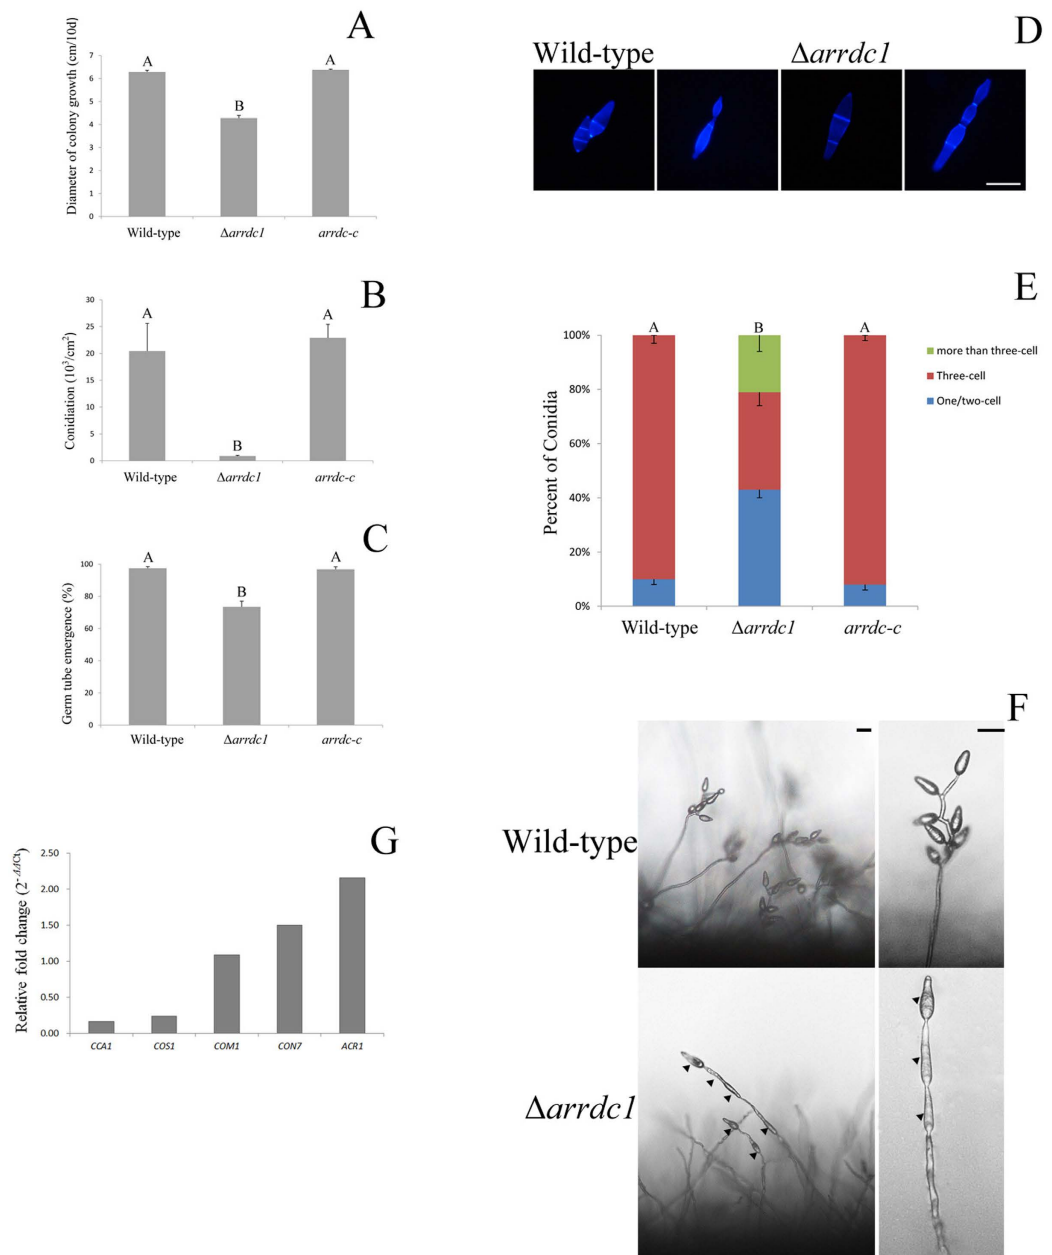 A
Diameter of colony growth (cm/10d)
7
6
5
4
3
2
1
0
A
B
A
Wild-type Δarrdc1 arrdc-c
B
Conidiation (10³/cm²)
30
25
20
15
10
5
0
A
B
A
Wild-type Δarrdc1 arrdc-c
C
Germ tube emergence (%)
100
80
60
40
20
0
A
B
A
Wild-type Δarrdc1 arrdc-c
G
Relative fold change (2^-ΔΔCt)
2.50
2.00
1.50
1.00
0.50
0.00
CCA1 COS1 COM1 CON7 ACR1
D
Wild-type Δarrdc1
E
Percent of Conidia
100%
80%
60%
40%
20%
0%
A B A
more than three-cell
Three-cell
One/two-cell
Wild-type Δarrdc1 arrdc-c
F
Wild-type
Δarrdc1